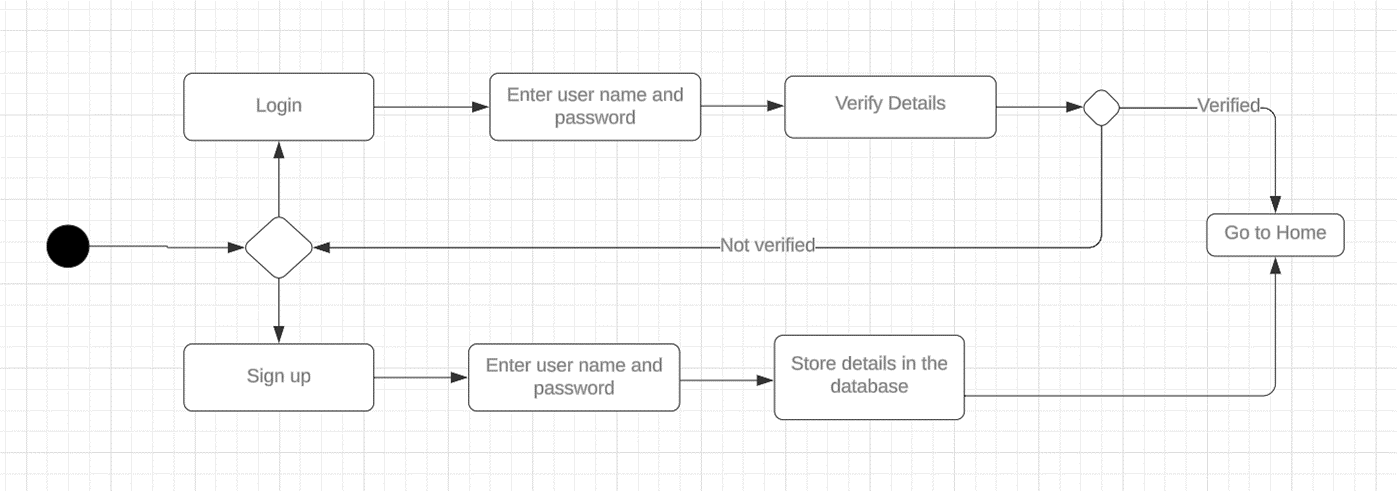 Login
Enter user name and
password
Verify Details
Verified
Not verified
Go to Home
Sign up
Enter user name and
password
Store details in the
database